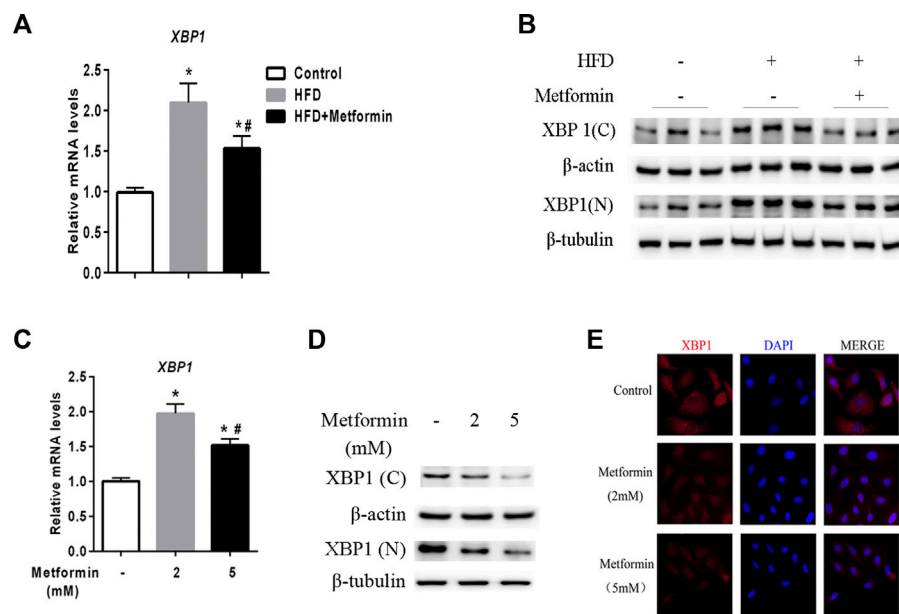 A
XBP1
Relative mRNA levels
2.5
2.0
1.5
1.0
0.5
0.0
*
*#
Control
HFD
HFD+Metformin
B
HFD - + +
Metformin - - +
XBP 1(C)
β-actin
XBP1(N)
β-tubulin
C
XBP1
Relative mRNA levels
2.5
2.0
1.5
1.0
0.5
0.0
*
* #
Metformin - 2 5
(mM)
D
Metformin - 2 5
(mM)
XBP1 (C)
β-actin
XBP1 (N)
β-tubulin
E
XBP1 DAPI MERGE
Control
Metformin
(2mM)
Metformin
(5mM)